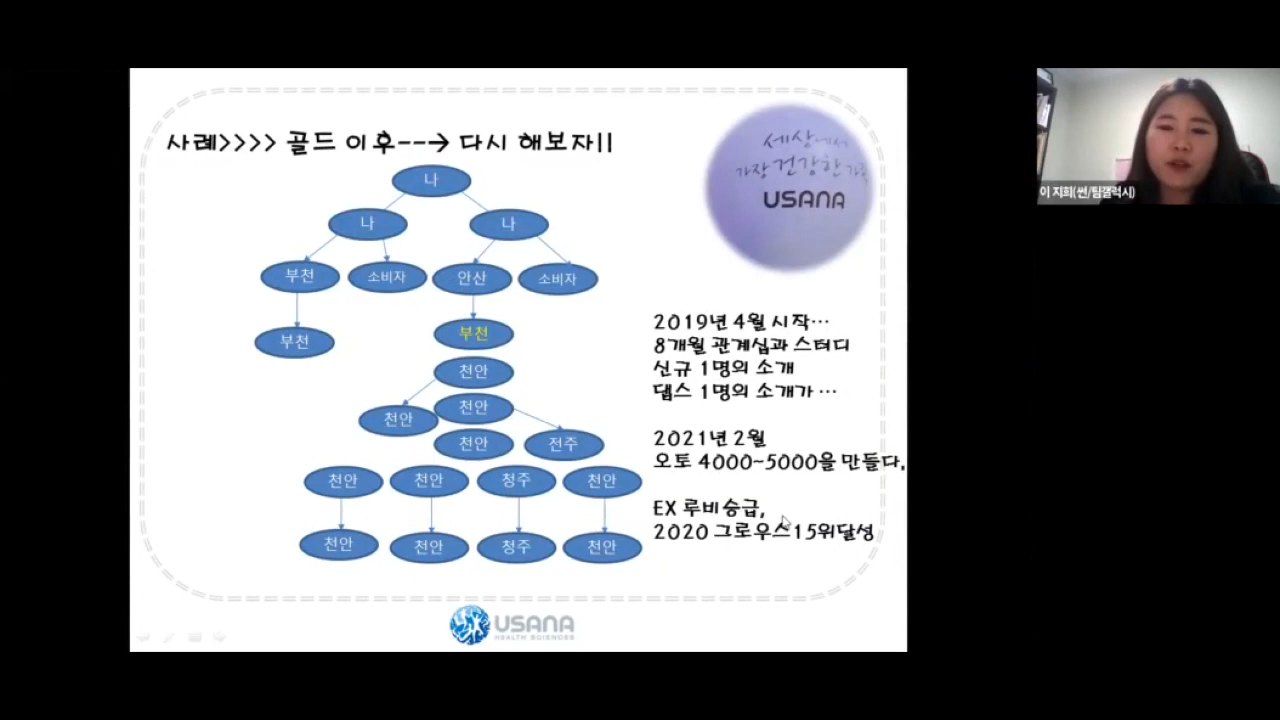 사례>>>> 골드 이후--→ 다시 해보자!!
세상에서
가장 건강한 가족
USANA
나
나
나
부천
소비자
안산
소비자
부천
부천
천안
천안
천안
천안
전주
천안
천안
청주
천안
천안
천안
청주
천안
2019년 4월 시작…
8개월 관계십과 스터디
신규 1명의 소개
댑스 1명의 소개가 …
2021년 2월
오토 4000~5000을 만들다,
EX 루비승급,
2020 그로우스15위달성
USANA
HEALTH SCIENCES
이 지희(썬/팀갤럭시)